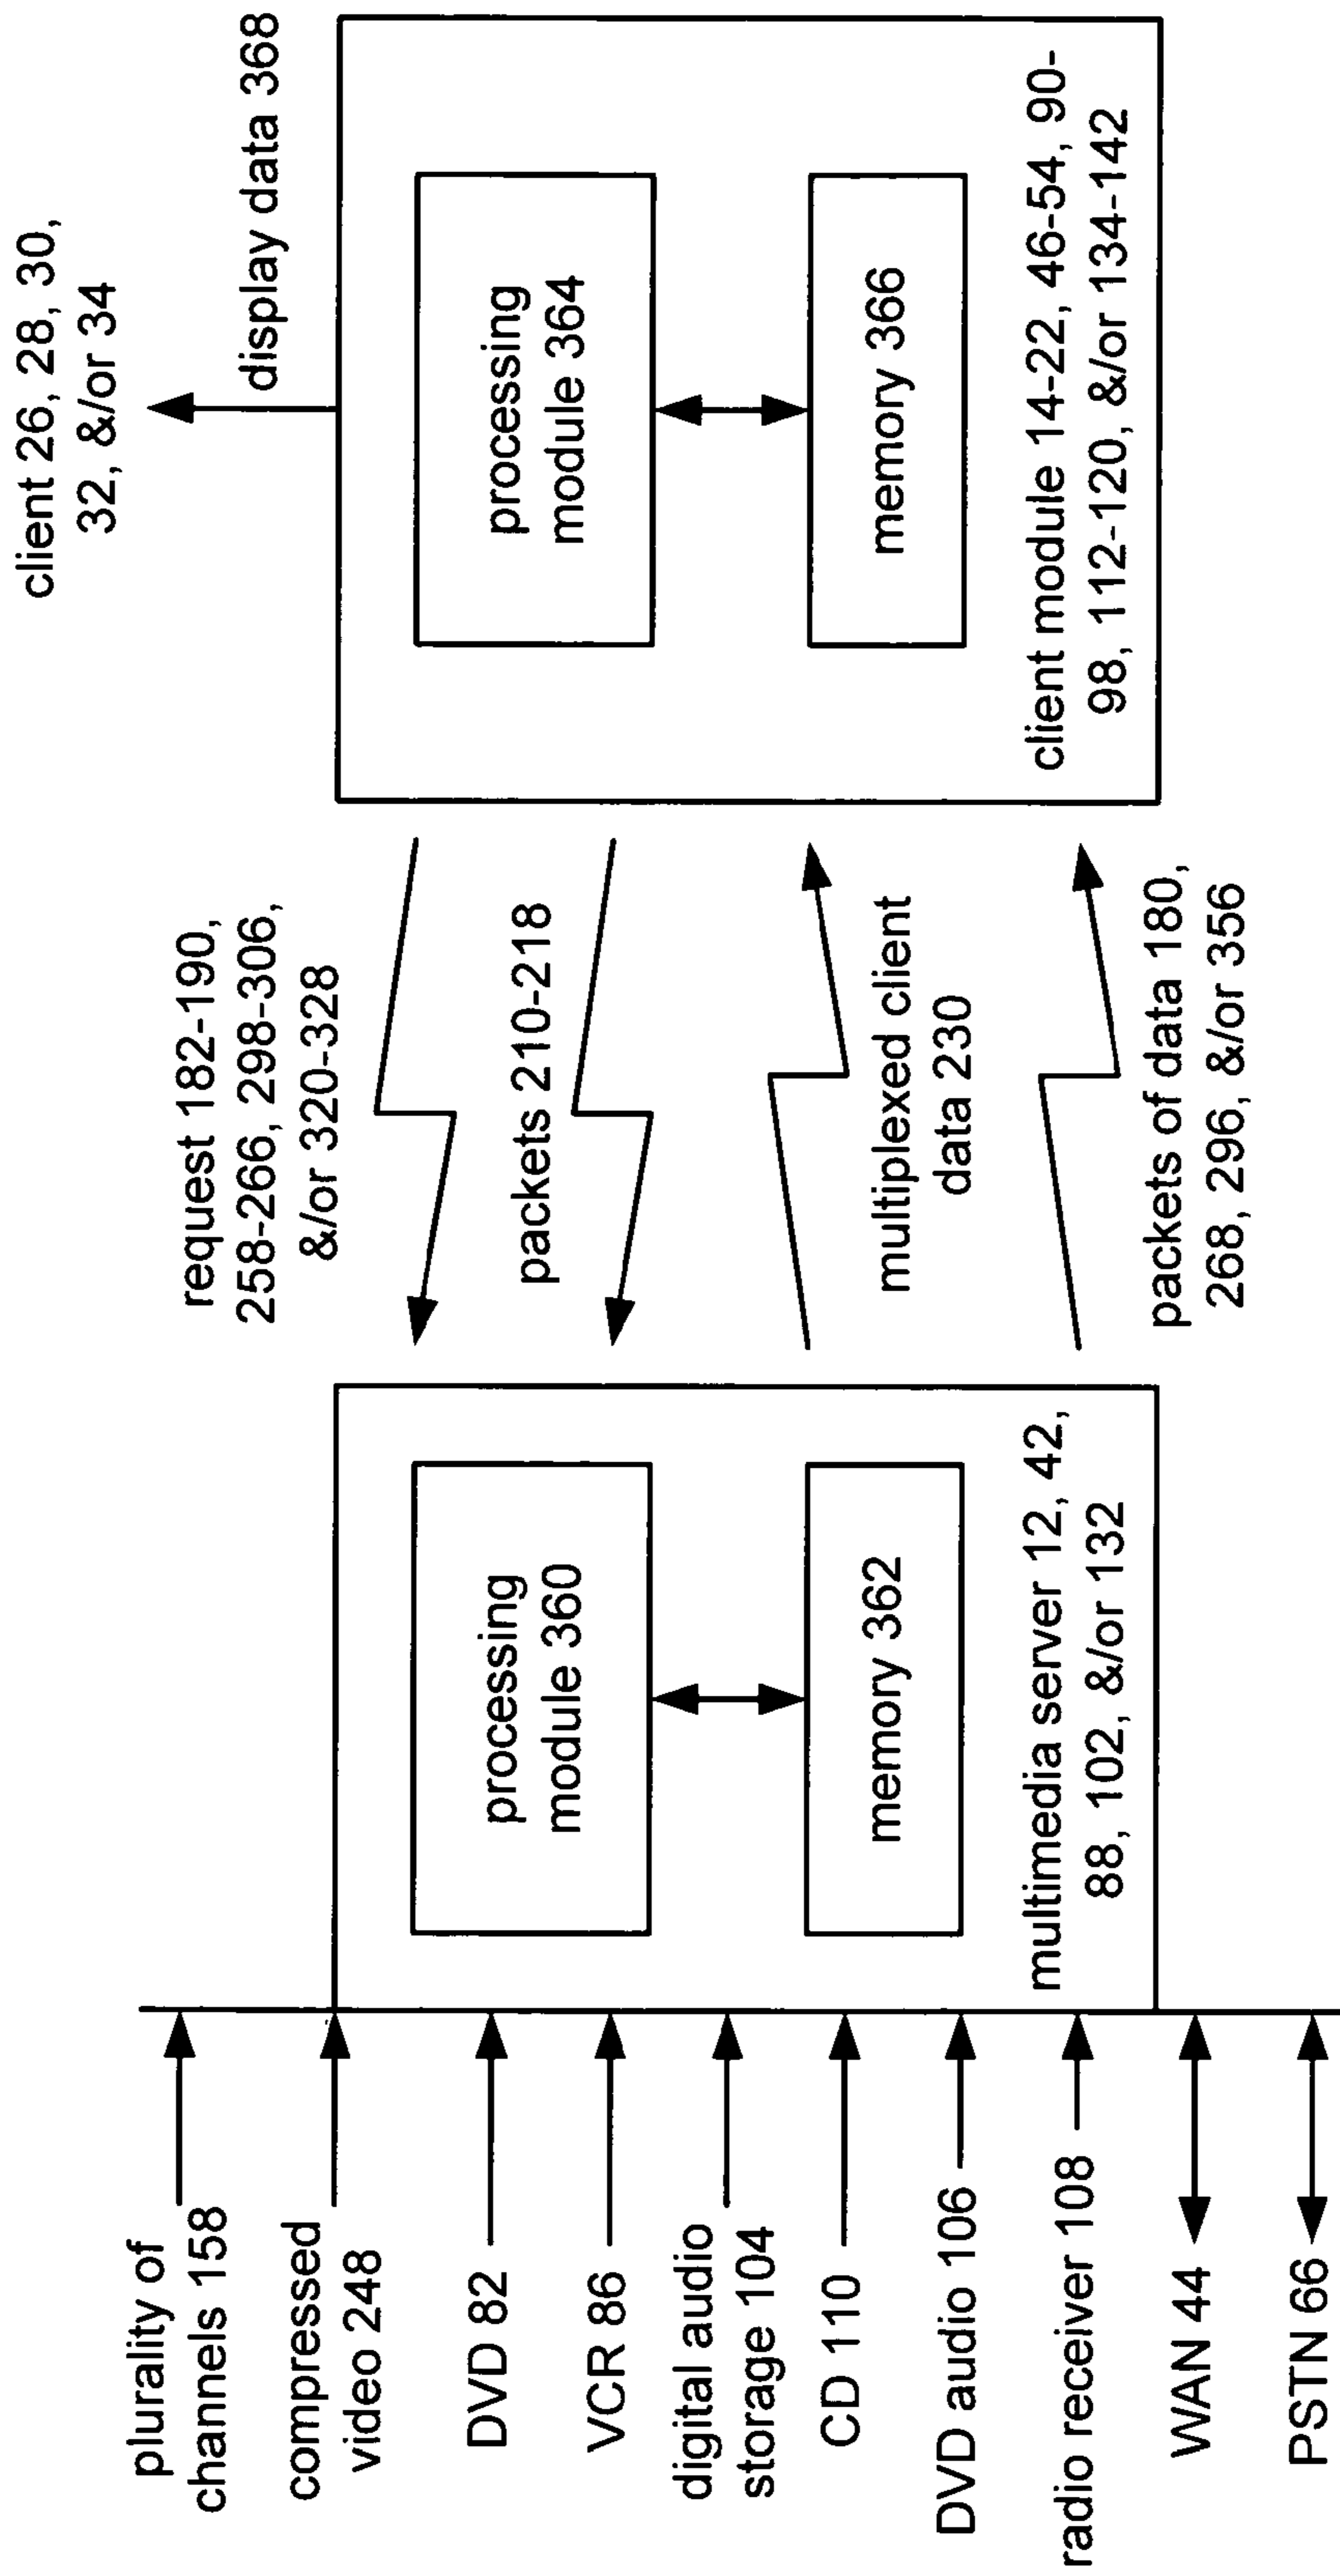 plurality of
channels 158
compressed
video 248
DVD 82
VCR 86
digital audio
storage 104
CD 110
DVD audio 106
radio receiver 108
WAN 44
PSTN 66
processing
module 360
memory 362
multimedia server 12, 42,
88, 102, &/or 132
request 182-190,
258-266, 298-306,
&/or 320-328
packets 210-218
multiplexed client
data 230
packets of data 180,
268, 296, &/or 356
client 26, 28, 30,
32, &/or 34
display data 368
processing
module 364
memory 366
client module 14-22, 46-54, 90-
98, 112-120, &/or 134-142